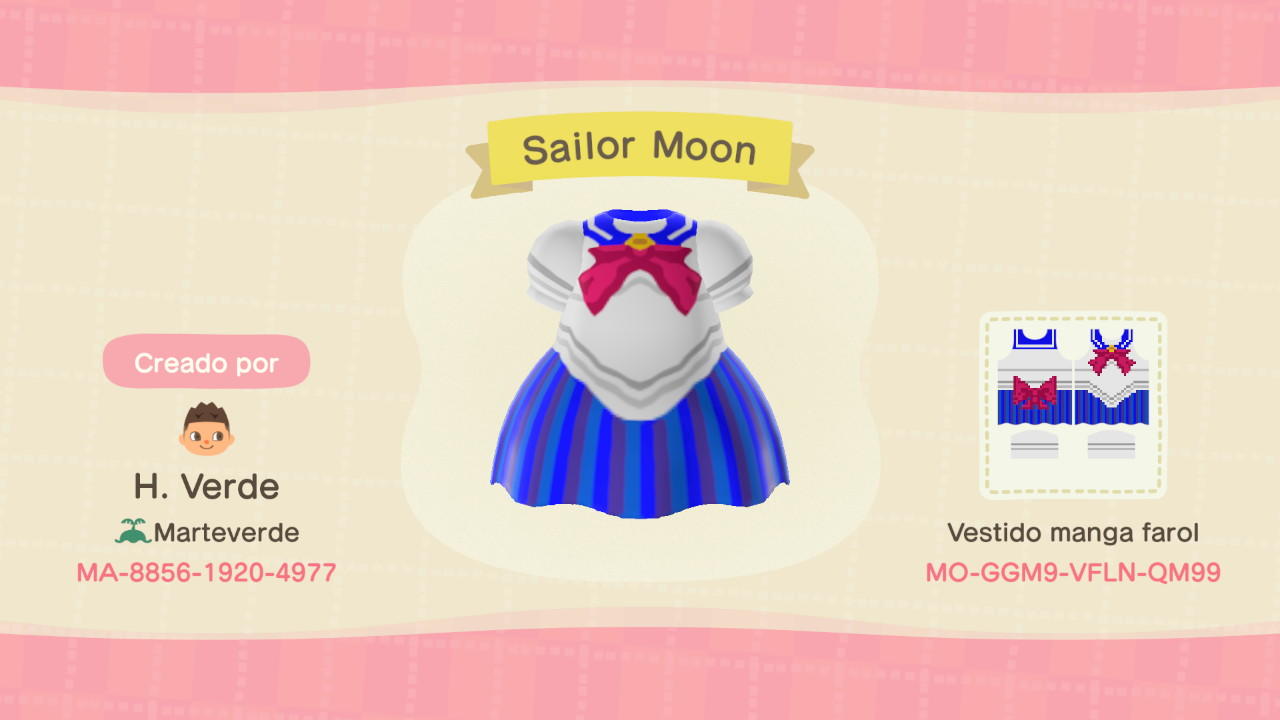 Sailor Moon
Creado por
H. Verde
Marteverde
MA-8856-1920-4977
Vestido manga farol
MO-GGM9-VFLN-QM99